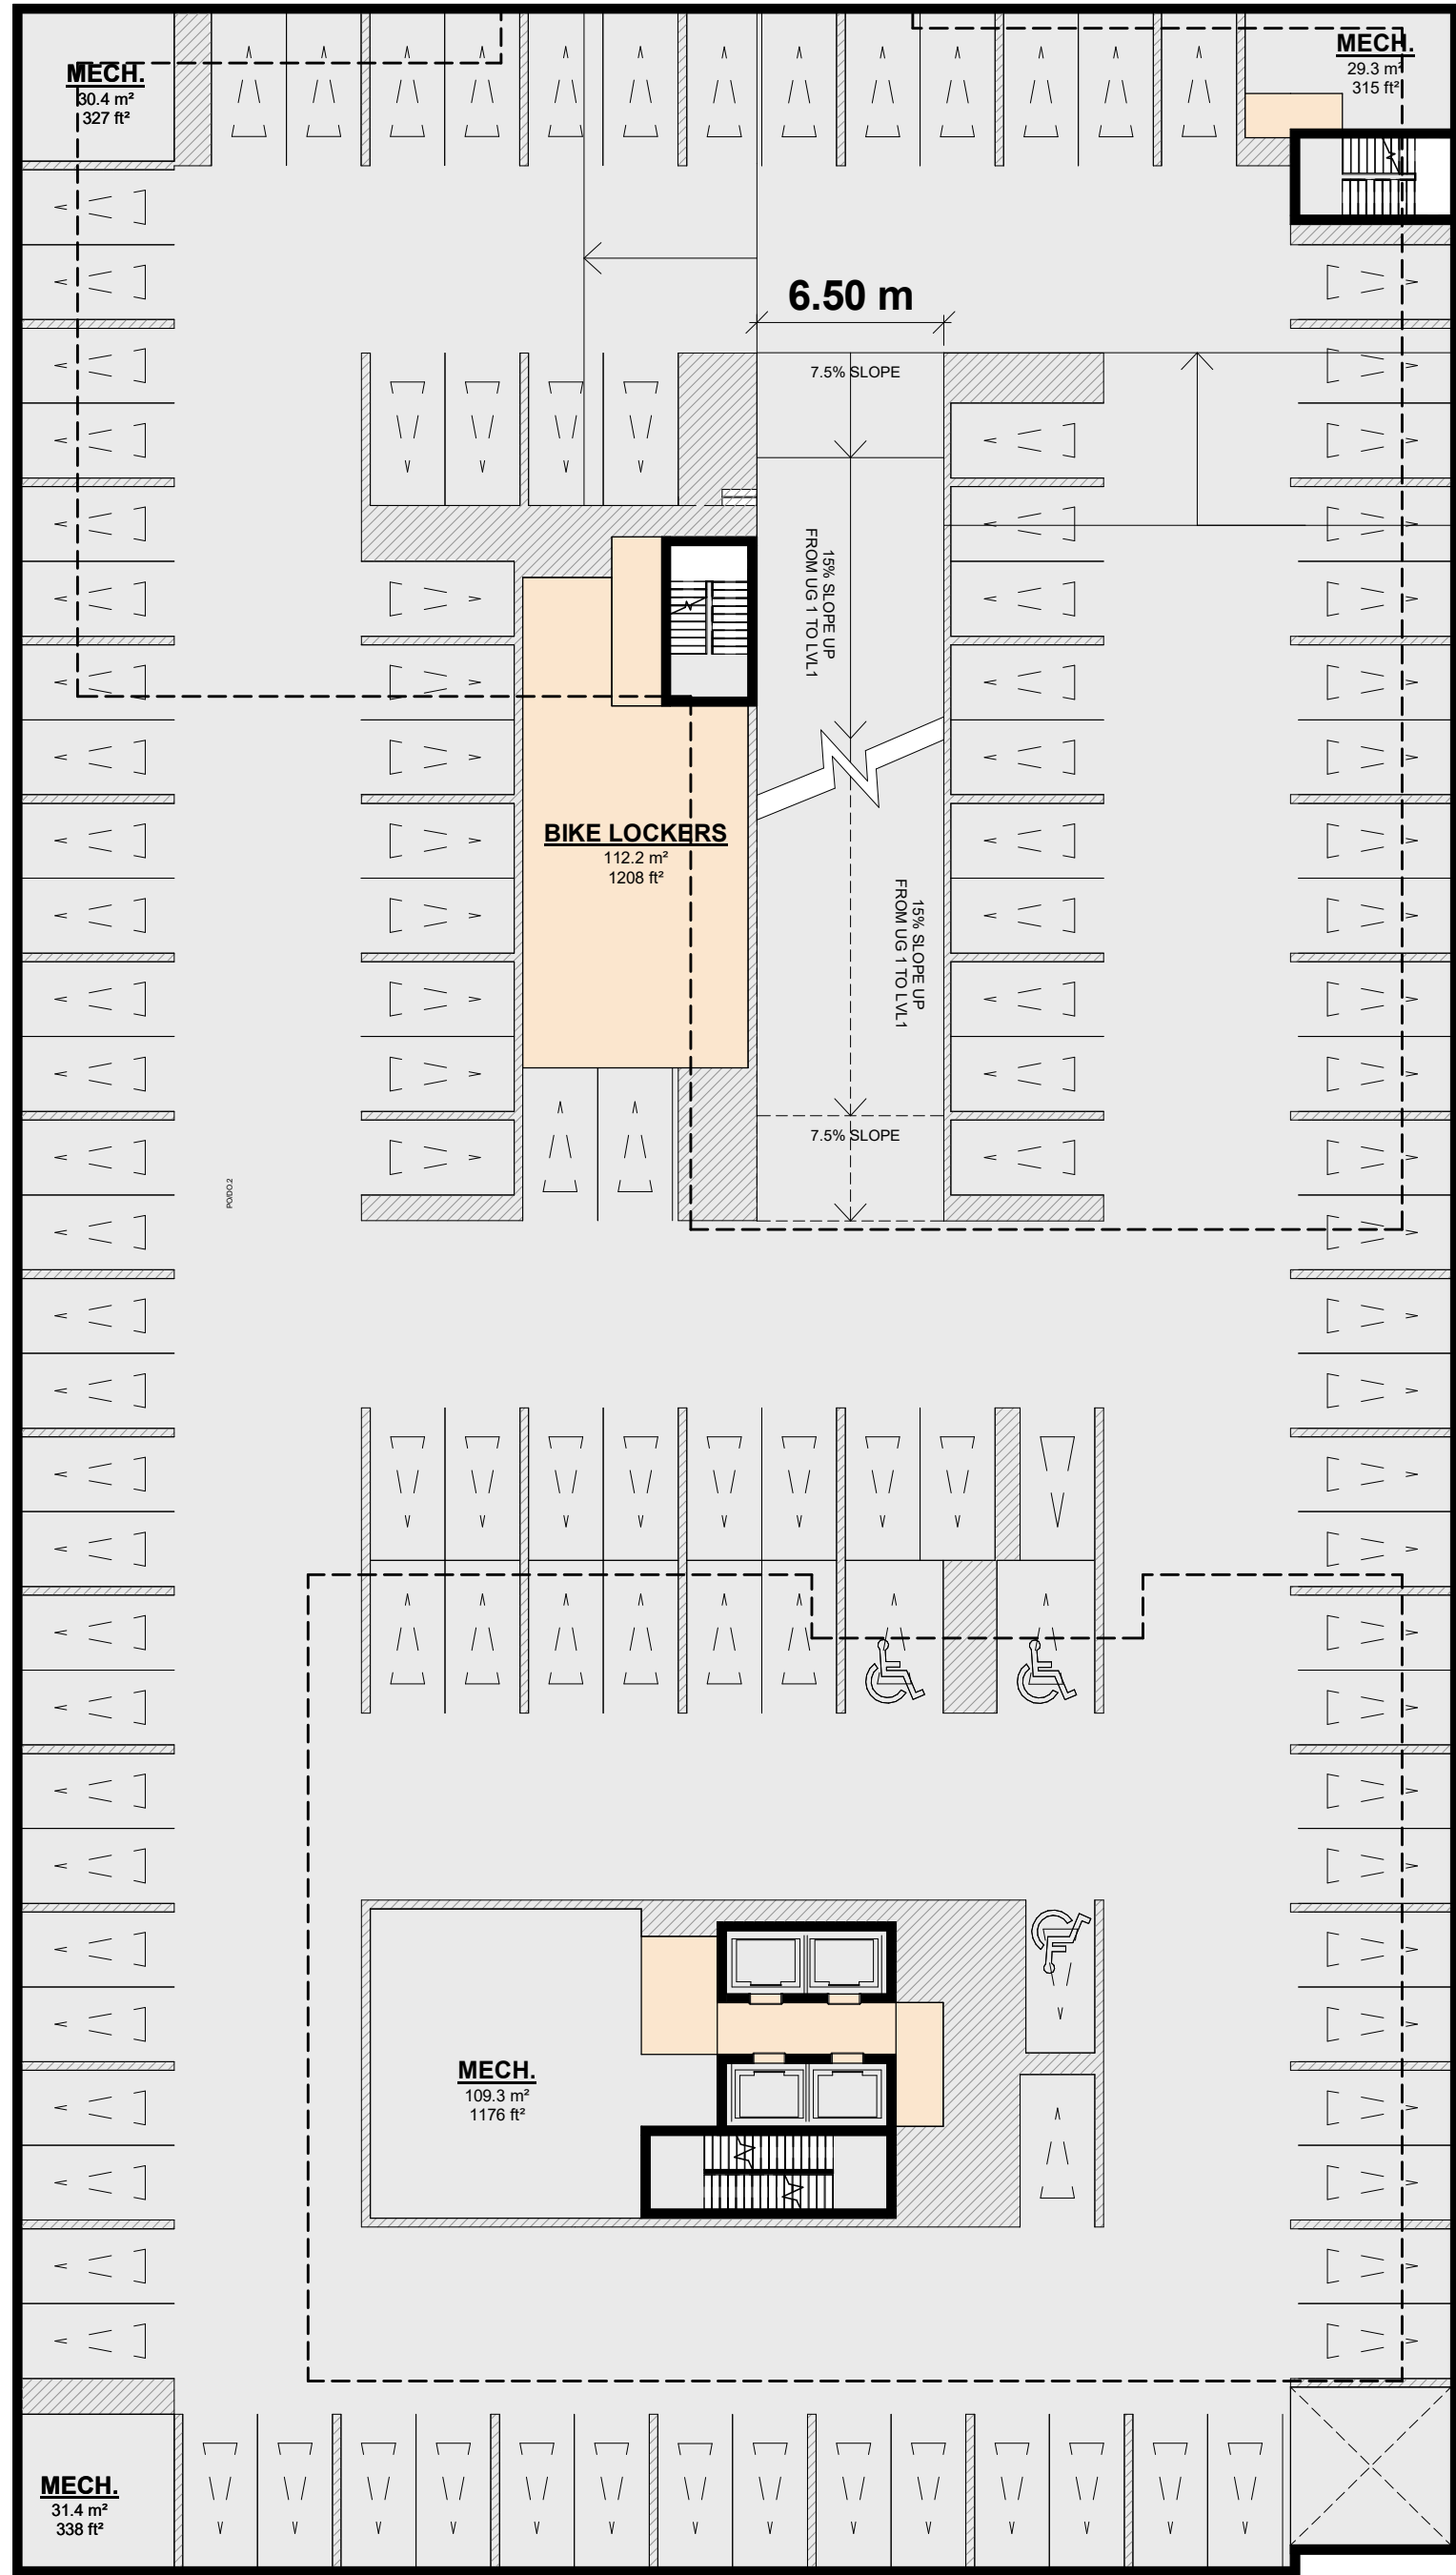 MECH.
30.4 m²
327 ft²
MECH.
29.3 m²
315 ft²
6.50 m
7.5% SLOPE
15% SLOPE UP
FROM UG 1 TO LVL1
BIKE LOCKERS
112.2 m²
1208 ft²
15% SLOPE UP
FROM UG 1 TO LVL1
7.5% SLOPE
MECH.
109.3 m²
1176 ft²
MECH.
31.4 m²
338 ft²